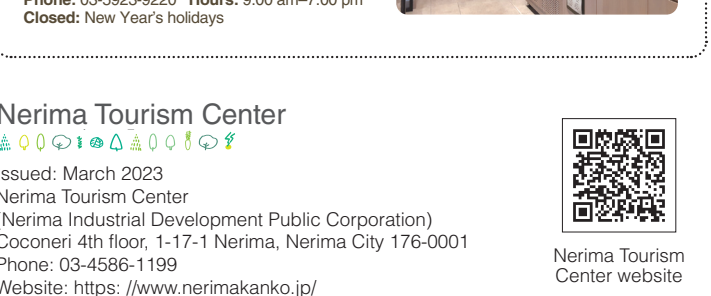 Phone: 03-5923-9220 Hours: 9:00 am–7:00 pm
Closed: New Year's holidays
Nerima Tourism Center
Issued: March 2023
Nerima Tourism Center
(Nerima Industrial Development Public Corporation)
Coconeri 4th floor, 1-17-1 Nerima, Nerima City 176-0001
Phone: 03-4586-1199
Website: https: //www.nerimakanko.jp/
Nerima Tourism
Center website